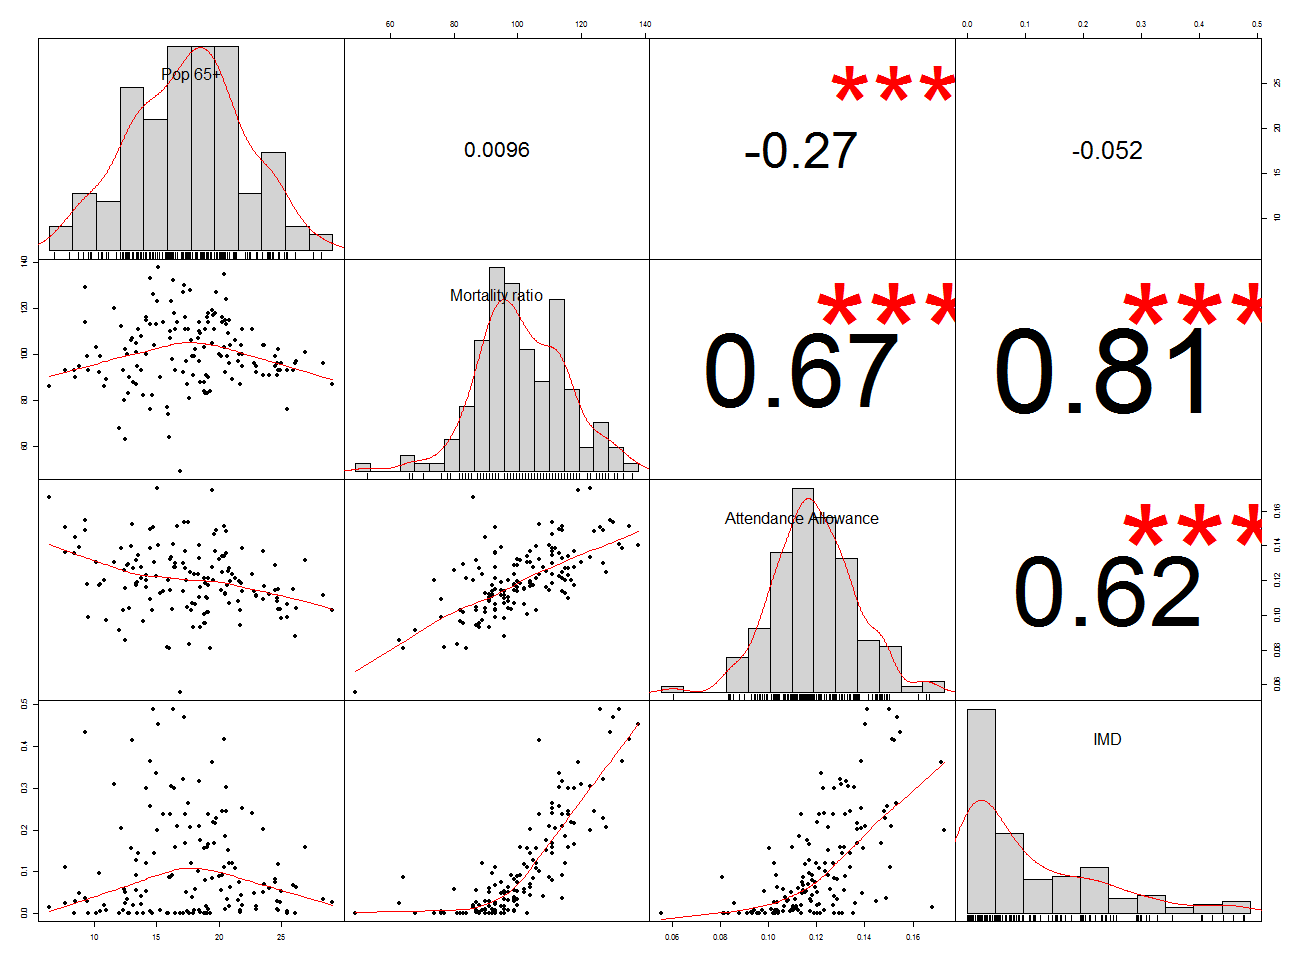 60 80 100 120 140
0.0 0.1 0.2 0.3 0.4 0.5
Pop 65+
0.0096
***
-0.27
-0.052
10 15 20 25
60 80 100 120 140
Mortality ratio
***
0.67
***
0.81
Attendance Allowance
***
0.62
0.06 0.08 0.10 0.12 0.14 0.16
0.0 0.1 0.2 0.3 0.4 0.5
IMD
10 15 20 25
0.06 0.08 0.10 0.12 0.14 0.16